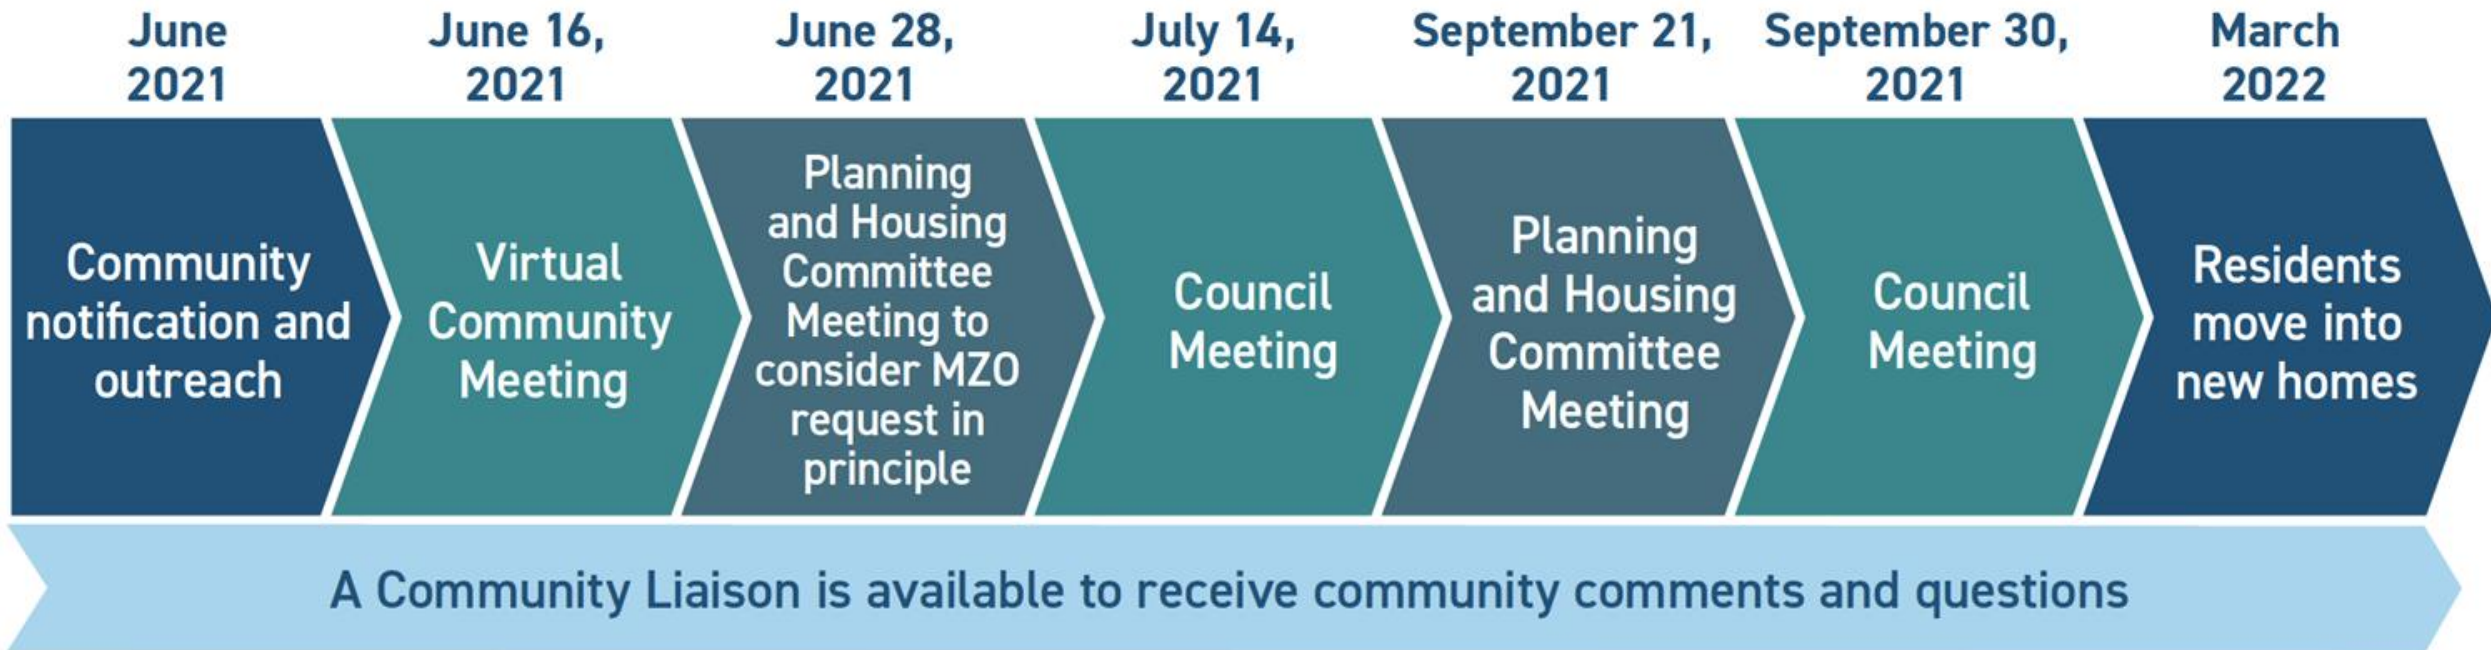 June
2021
June 16,
2021
June 28,
2021
July 14,
2021
September 21,
2021
September 30,
2021
March
2022
Community
notification and
outreach
Virtual
Community
Meeting
Planning
and Housing
Committee
Meeting to
consider MZO
request in
principle
Council
Meeting
Planning
and Housing
Committee
Meeting
Council
Meeting
Residents
move into
new homes
A Community Liaison is available to receive community comments and questions